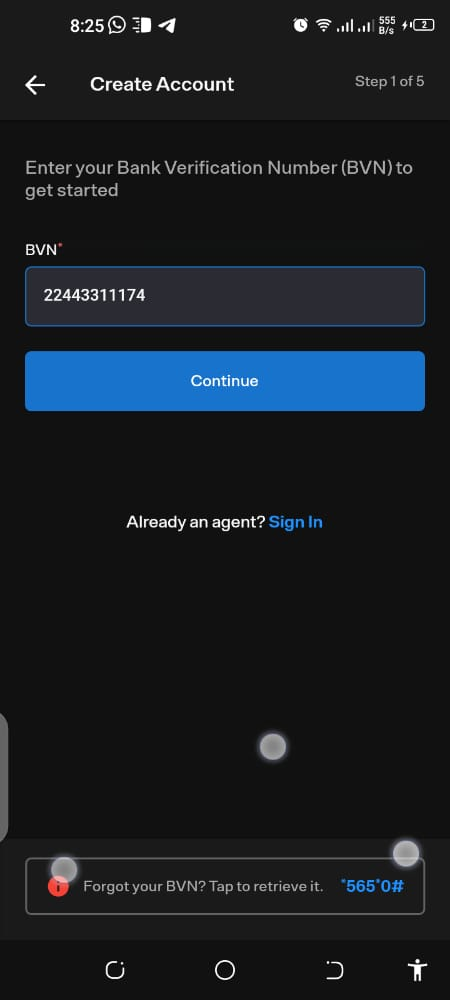 8:25
555
B/s
2
Create Account
Step 1 of 5
Enter your Bank Verification Number (BVN) to
get started
BVN*
22443311174
Continue
Already an agent? Sign In
Forgot your BVN? Tap to retrieve it. *565*0#